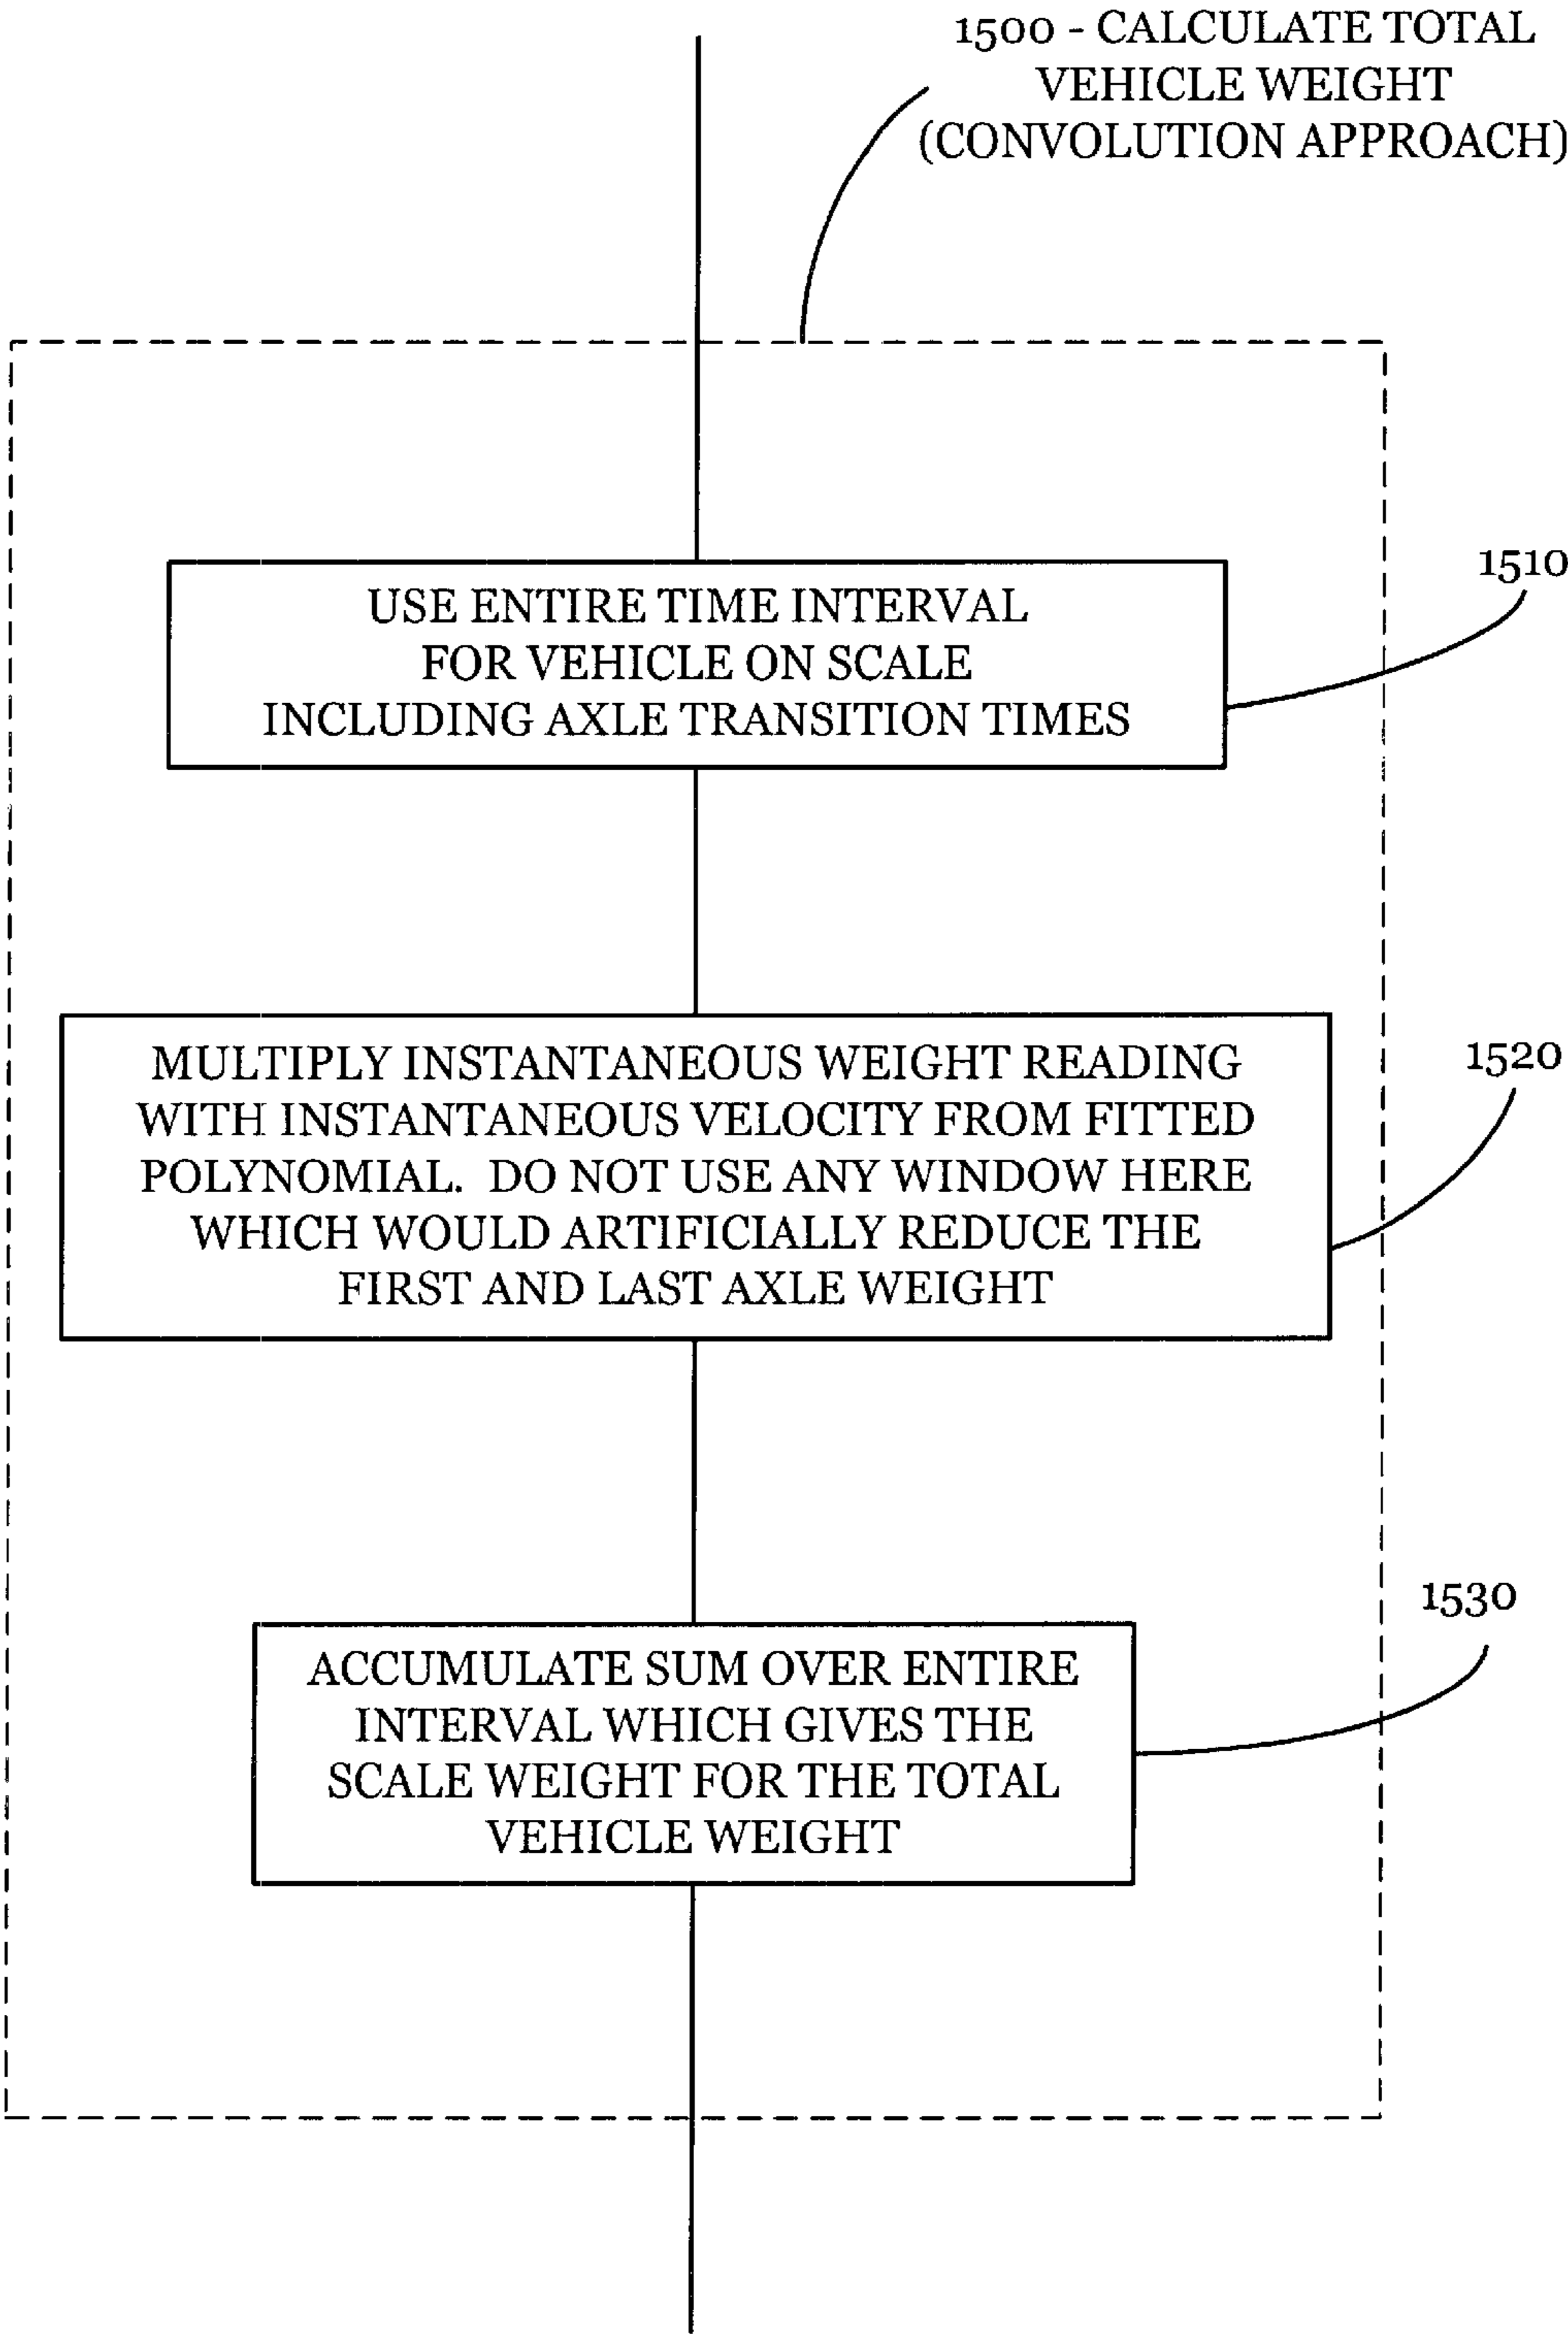 1500 - CALCULATE TOTAL
VEHICLE WEIGHT
(CONVOLUTION APPROACH)
1510
USE ENTIRE TIME INTERVAL
FOR VEHICLE ON SCALE
INCLUDING AXLE TRANSITION TIMES
1520
MULTIPLY INSTANTANEOUS WEIGHT READING
WITH INSTANTANEOUS VELOCITY FROM FITTED
POLYNOMIAL. DO NOT USE ANY WINDOW HERE
WHICH WOULD ARTIFICIALLY REDUCE THE
FIRST AND LAST AXLE WEIGHT
1530
ACCUMULATE SUM OVER ENTIRE
INTERVAL WHICH GIVES THE
SCALE WEIGHT FOR THE TOTAL
VEHICLE WEIGHT